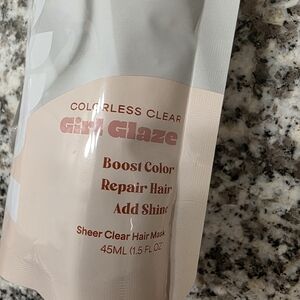 COLORLESS CLEAR
Girl Glaze
Boost Color
Repair Hair
Add Shine
Sheer Clear Hair Mask
45ML (1.5 FL OZ